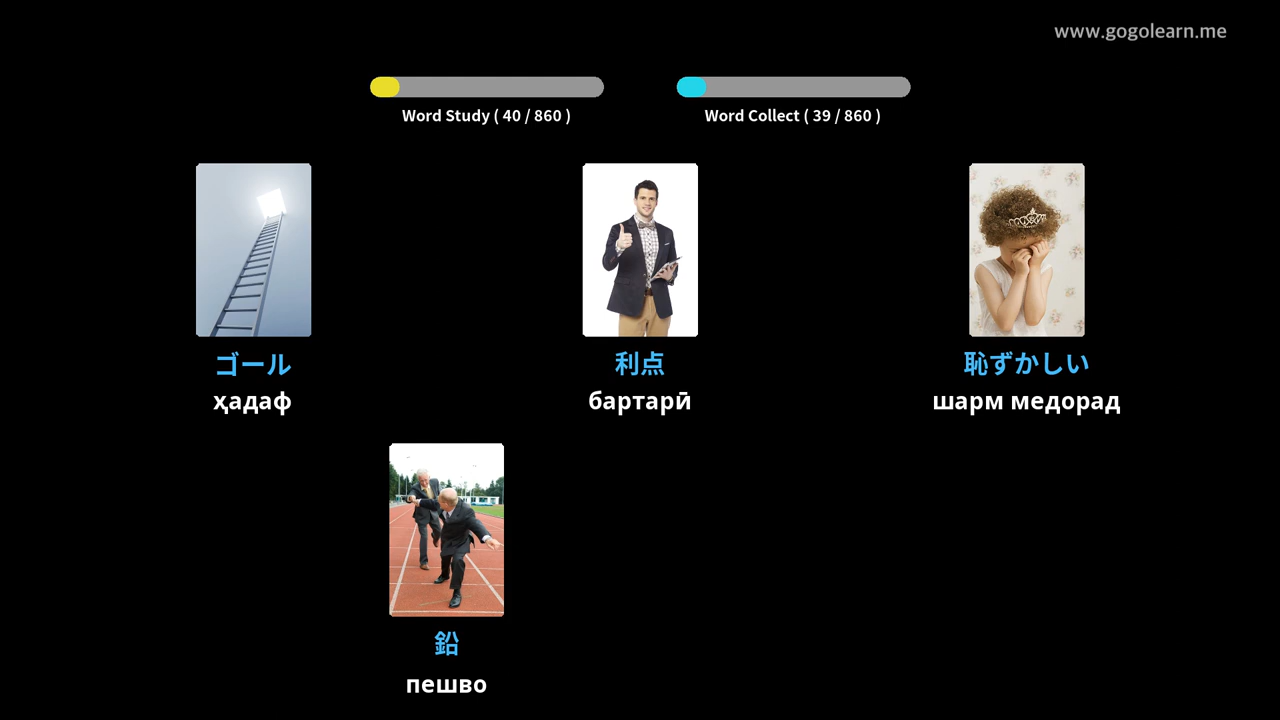 www.gogolearn.me
Word Study ( 40 / 860 )
Word Collect ( 39 / 860 )
ゴール
ҳадаф
利点
бартарӣ
恥ずかしい
шарм медорад
鉛
пешво